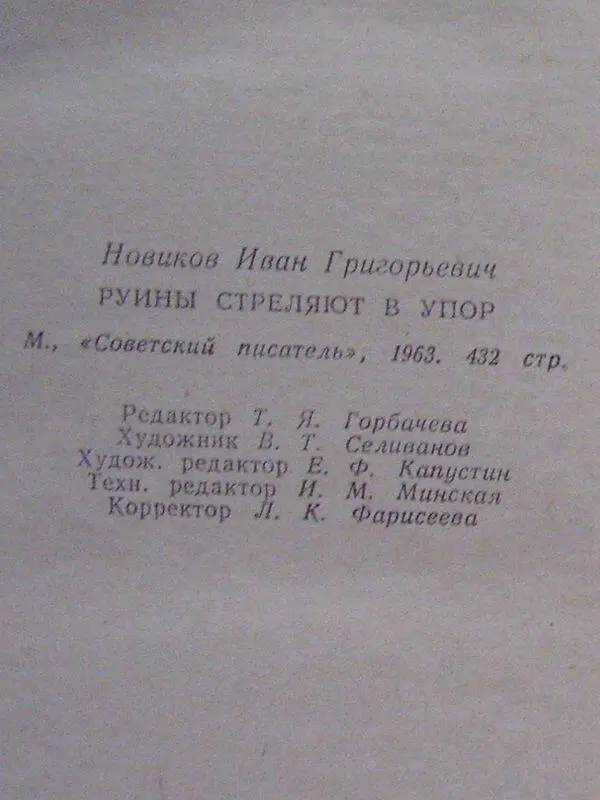 Новиков Иван Григорьевич
РУИНЫ СТРЕЛЯЮТ В УПОР
М., «Советский писатель», 1963. 432 стр.
Редактор Т. Я. Горбачева
Художник В. Т. Селиванов
Худож. редактор Е. Ф. Капустин
Техн. редактор И. М. Минская
Корректор Л. К. Фарисеева